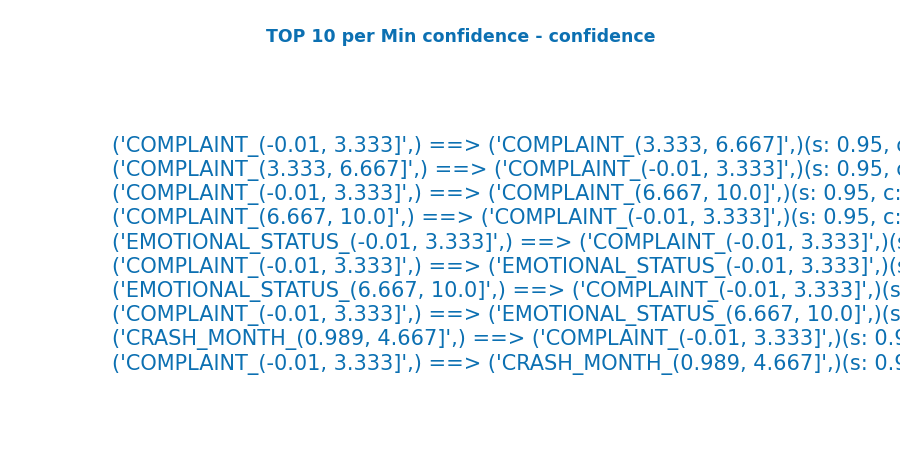 TOP 10 per Min confidence - confidence
('COMPLAINT_(-0.01, 3.333]',) ==> ('COMPLAINT_(3.333, 6.667]',)(s: 0.95,
('COMPLAINT_(3.333, 6.667]',) ==> ('COMPLAINT_(-0.01, 3.333]',)(s: 0.95,
('COMPLAINT_(-0.01, 3.333]',) ==> ('COMPLAINT_(6.667, 10.0]',)(s: 0.95, c:
('COMPLAINT_(6.667, 10.0]',) ==> ('COMPLAINT_(-0.01, 3.333]',)(s: 0.95, c:
('EMOTIONAL_STATUS_(-0.01, 3.333]',) ==> ('COMPLAINT_(-0.01, 3.333]',)(s
('COMPLAINT_(-0.01, 3.333]',) ==> ('EMOTIONAL_STATUS_(-0.01, 3.333]',)(s
('EMOTIONAL_STATUS_(6.667, 10.0]',) ==> ('COMPLAINT_(-0.01, 3.333]',)(s
('COMPLAINT_(-0.01, 3.333]',) ==> ('EMOTIONAL_STATUS_(6.667, 10.0]',)(s
('CRASH_MONTH_(0.989, 4.667]',) ==> ('COMPLAINT_(-0.01, 3.333]',)(s: 0.9
('COMPLAINT_(-0.01, 3.333]',) ==> ('CRASH_MONTH_(0.989, 4.667]',)(s: 0.9